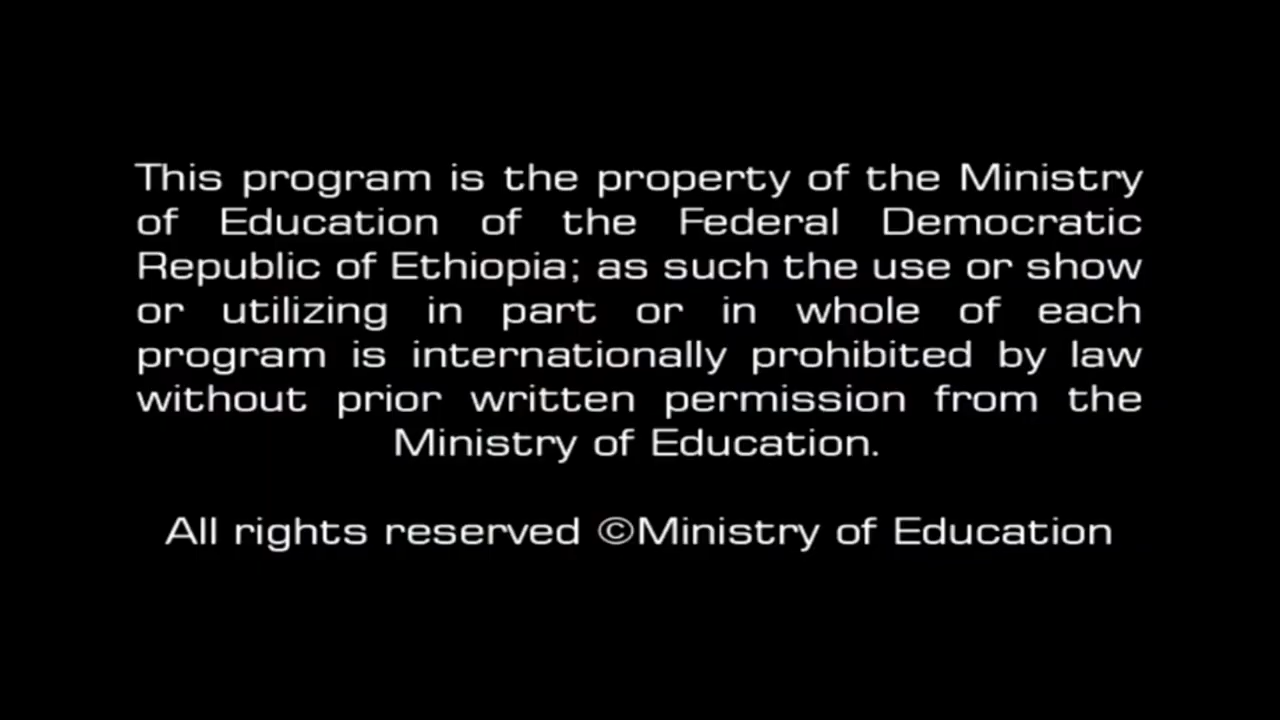 This program is the property of the Ministry
of Education of the Federal Democratic
Republic of Ethiopia; as such the use or show
or utilizing in part or in whole of each
program is internationally prohibited by law
without prior written permission from the
Ministry of Education.
All rights reserved ©Ministry of Education